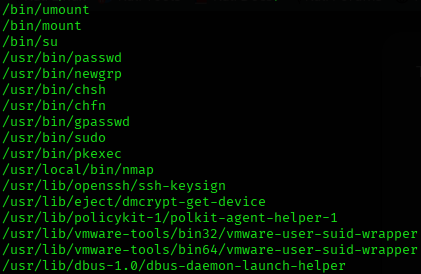 /bin/umount
/bin/mount
/bin/su
/usr/bin/passwd
/usr/bin/newgrp
/usr/bin/chsh
/usr/bin/chfn
/usr/bin/gpasswd
/usr/bin/sudo
/usr/bin/pkexec
/usr/local/bin/nmap
/usr/lib/openssh/ssh-keysign
/usr/lib/eject/dmcrypt-get-device
/usr/lib/policykit-1/polkit-agent-helper-1
/usr/lib/vmware-tools/bin32/vmware-user-suid-wrapper
/usr/lib/vmware-tools/bin64/vmware-user-suid-wrapper
/usr/lib/dbus-1.0/dbus-daemon-launch-helper